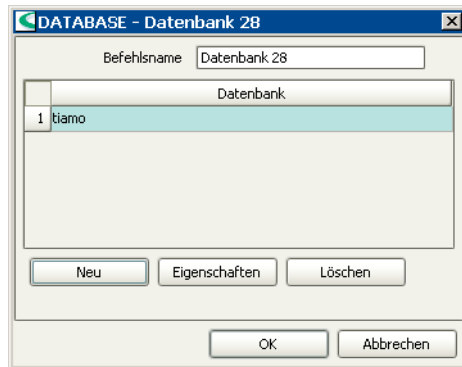 DATABASE - Datenbank 28
Befehlsname Datenbank 28
Datenbank
1 tiamo
Neu Eigenschaften Löschen
OK Abbrechen